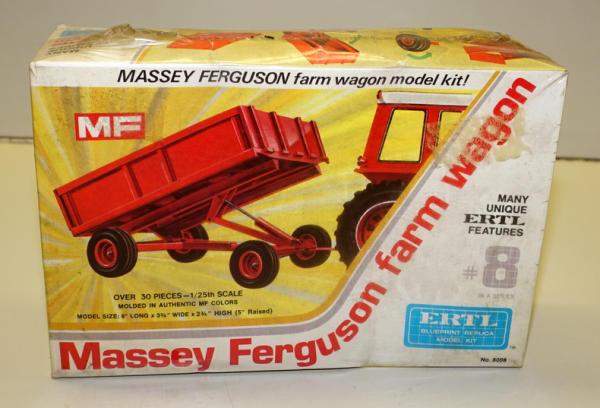 MASSEY FERGUSON farm wagon model kit!
MF
MANY
UNIQUE
ERTL
FEATURES
#8
IN A SERIES
OVER 30 PIECES—1/25th SCALE
MOLDED IN AUTHENTIC MF COLORS
MODEL SIZE: 8" LONG x 3¾" WIDE x 2¾" HIGH (5" Raised)
Massey Ferguson farm wagon
ERTL
BLUEPRINT REPLICA
MODEL KIT
No. 8008